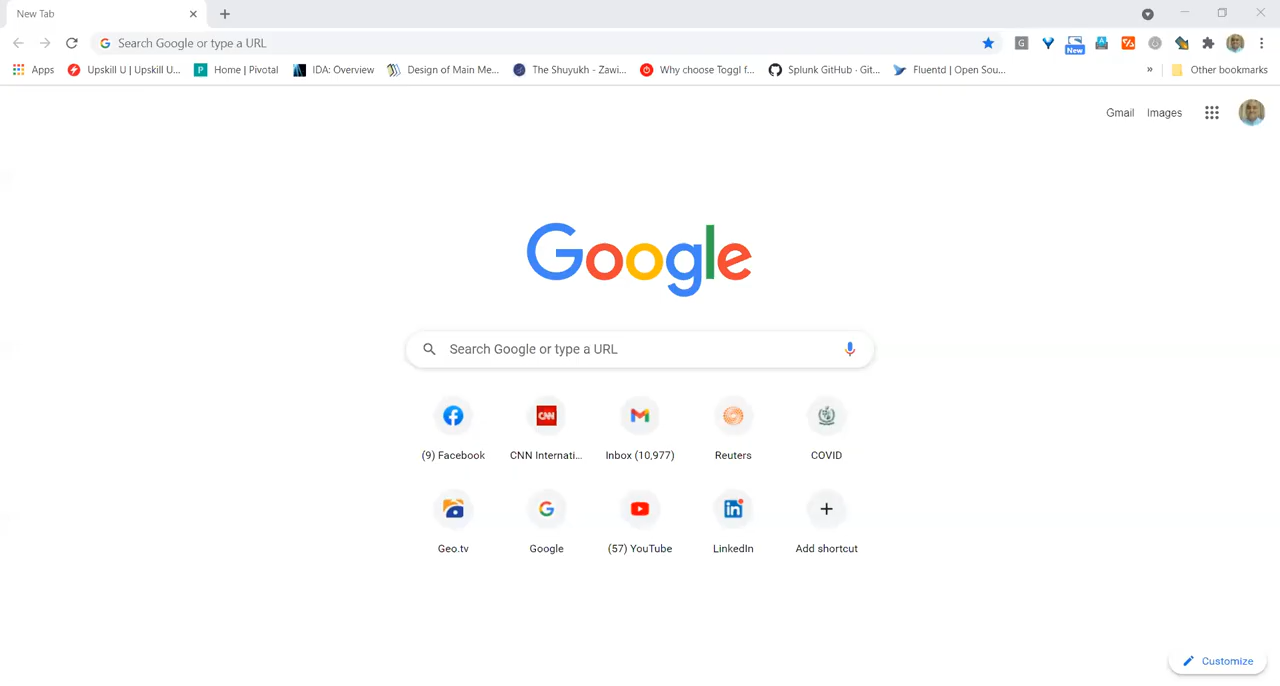 New Tab
Search Google or type a URL
G
New
Apps
Upskill U | Upskill U...
P
Home | Pivotal
IDA: Overview
Design of Main Me...
The Shuyukh - Zawi...
Why choose Toggl f...
Splunk GitHub · Git...
Fluentd | Open Sou...
»
Other bookmarks
Gmail
Images
Google
Search Google or type a URL
CNN
(9) Facebook
CNN Internati...
Inbox (10,977)
Reuters
COVID
in
Geo.tv
Google
(57) YouTube
LinkedIn
Add shortcut
Customize